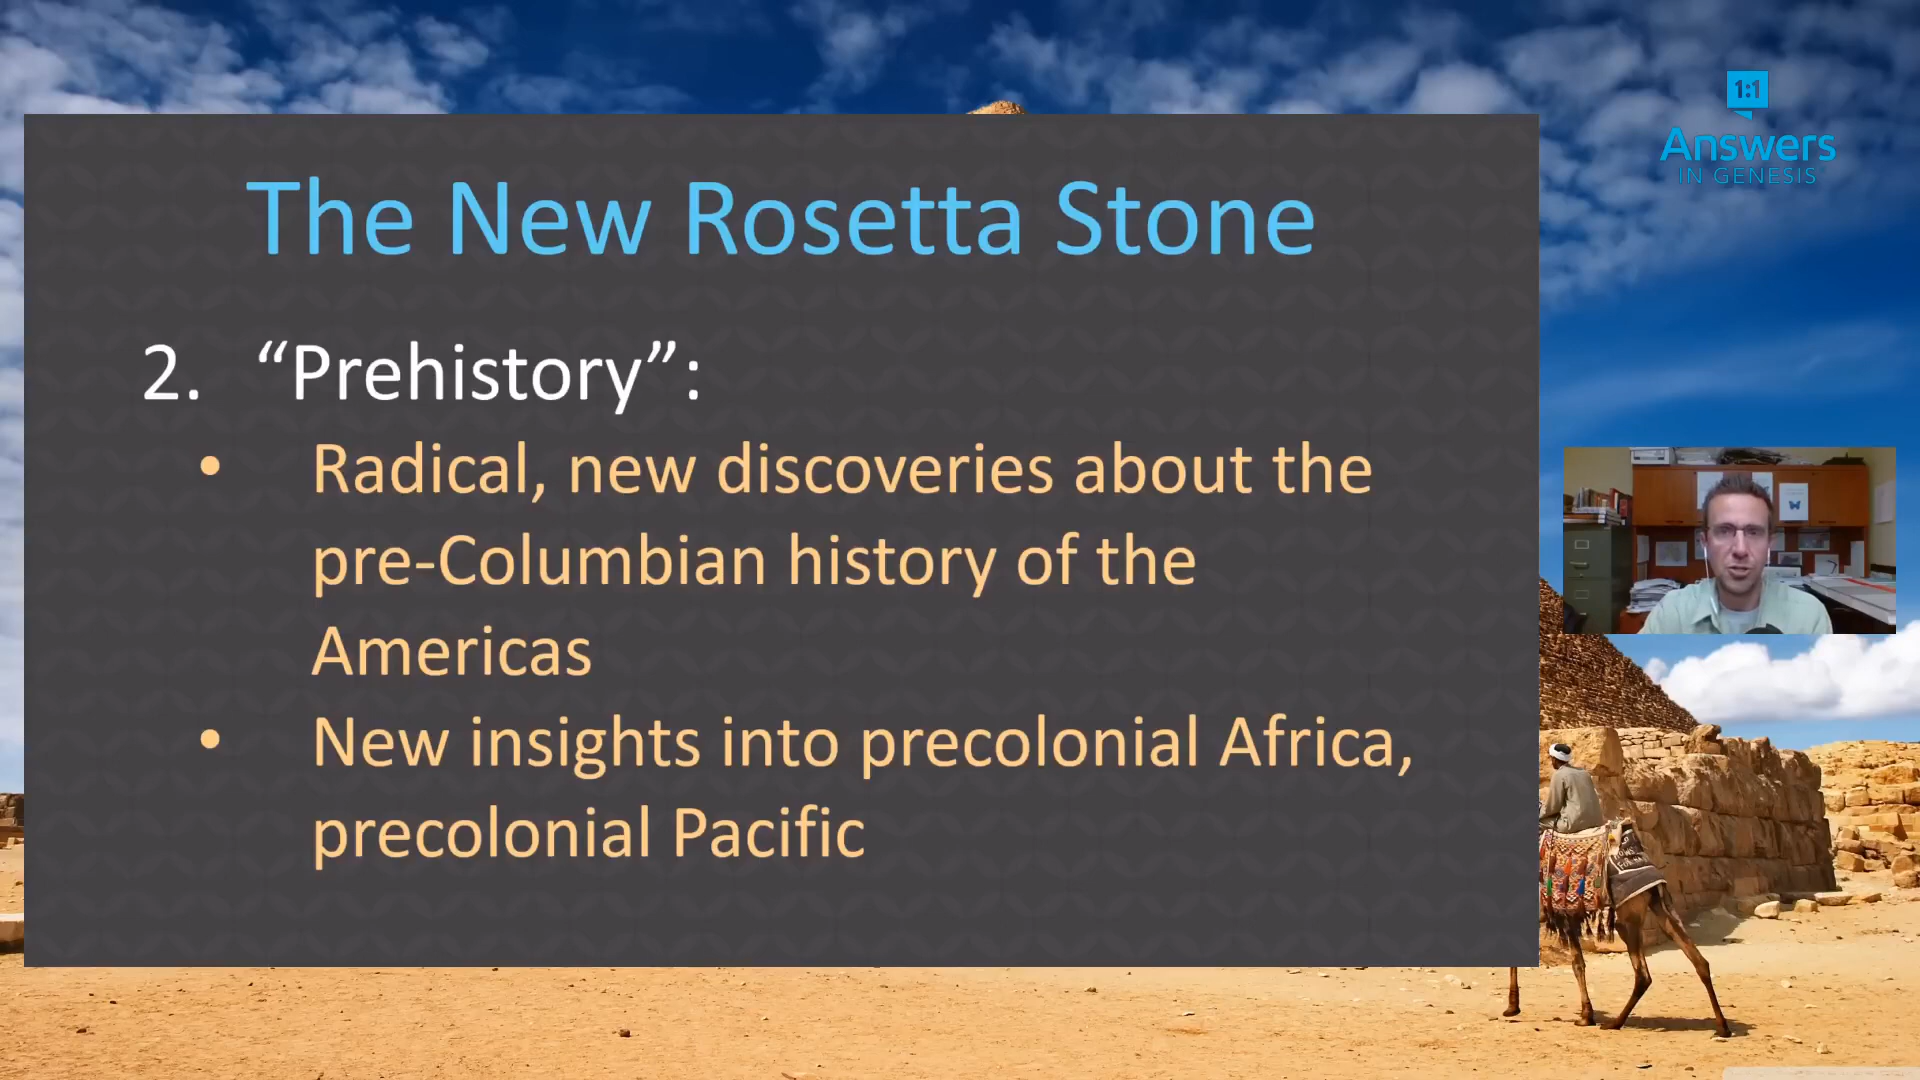 1:1
Answers
IN GENESIS
The New Rosetta Stone
2. “Prehistory”:
• Radical, new discoveries about the
pre-Columbian history of the
Americas
• New insights into precolonial Africa,
precolonial Pacific